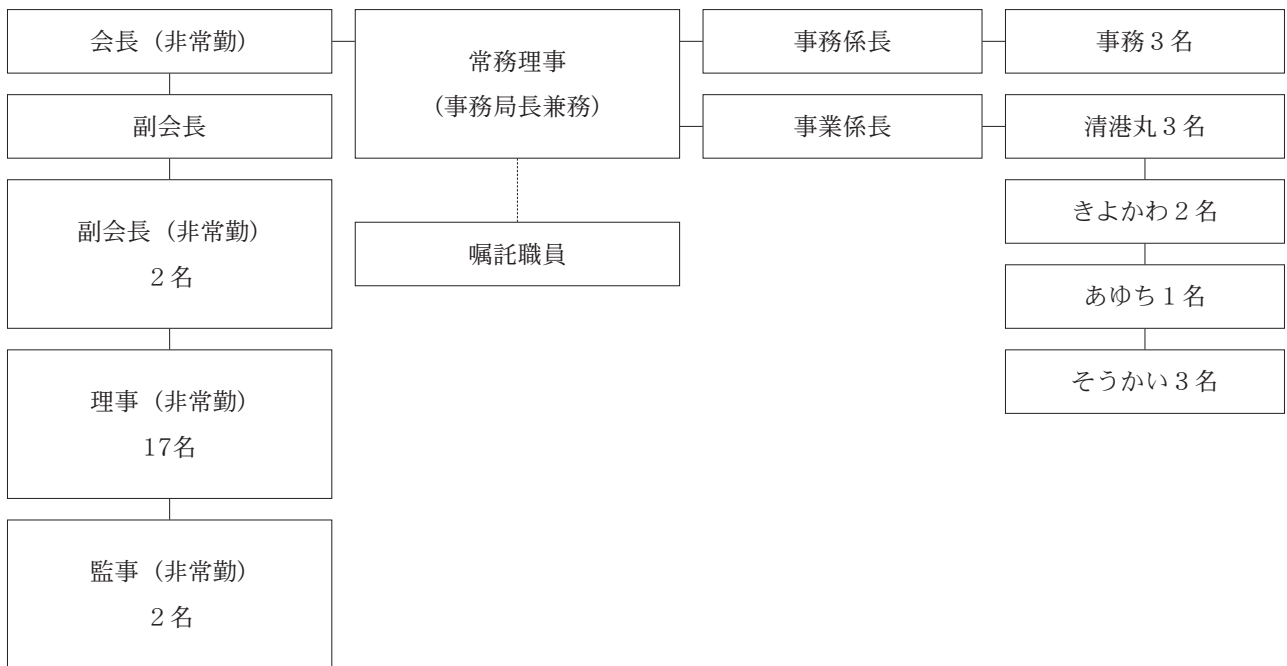 会長（非常勤）
副会長
副会長（非常勤）
２名
理事（非常勤）
17名
監事（非常勤）
２名
常務理事
（事務局長兼務）
嘱託職員
事務係長
事業係長
事務３名
清港丸３名
きよかわ２名
あゆち１名
そうかい３名